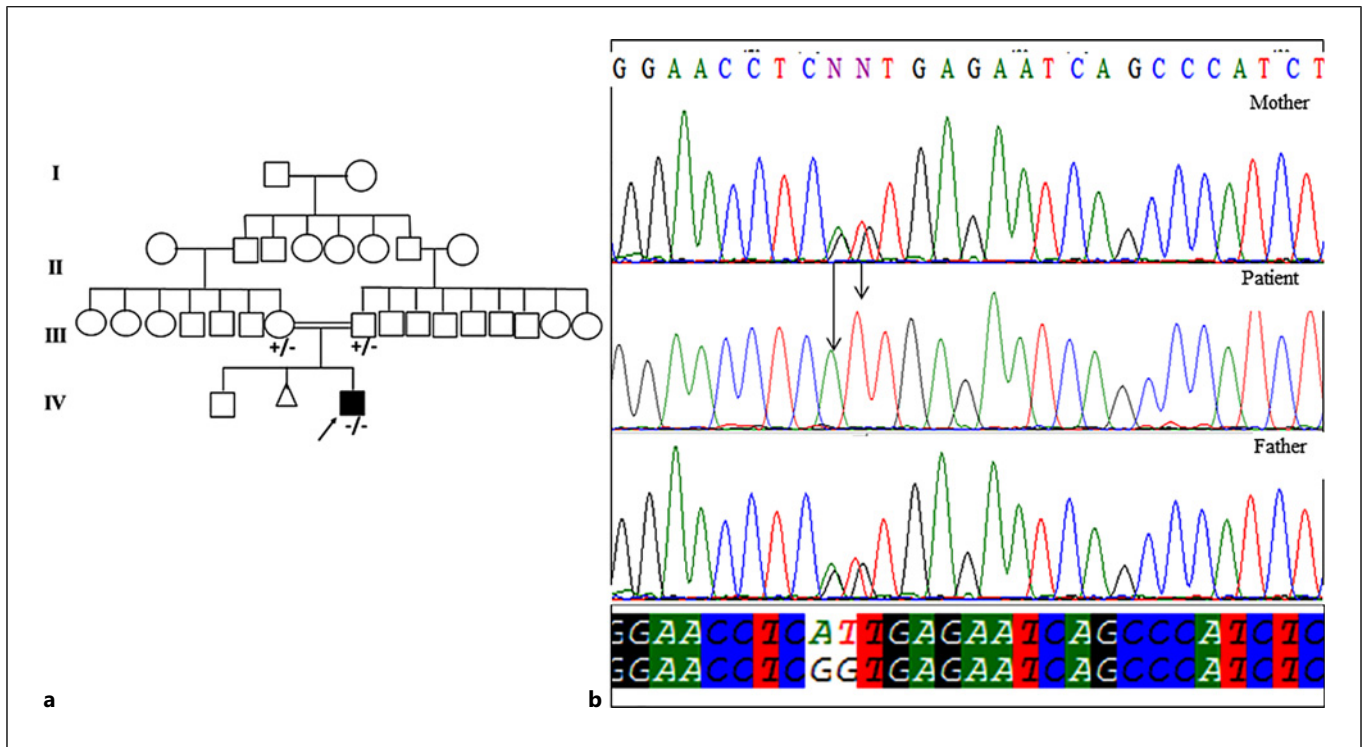 I
II
III
+/-
+/-
IV
-/-
a
G G A A C C T C N N T G A G A A T C A G C C C A T C T
Mother
Patient
Father
GGAACCTCATTGAGAATCAGCCCATCTC
GGAACCTCGGTGAGAATCAGCCCATCTC
b